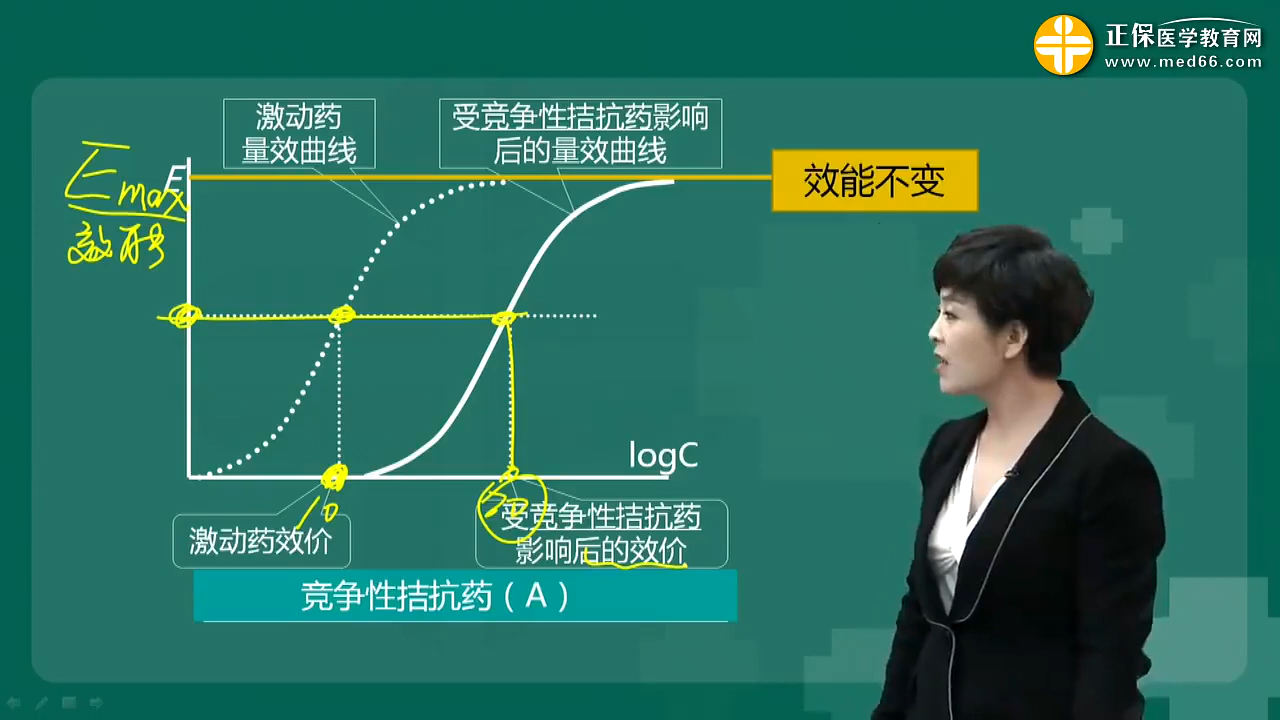 正保医学教育网
www.med66.com
激动药
量效曲线
受竞争性拮抗药影响
后的量效曲线
效能不变
E
Emax
效能
logC
10
50
激动药效价
受竞争性拮抗药
影响后的效价
竞争性拮抗药（A）